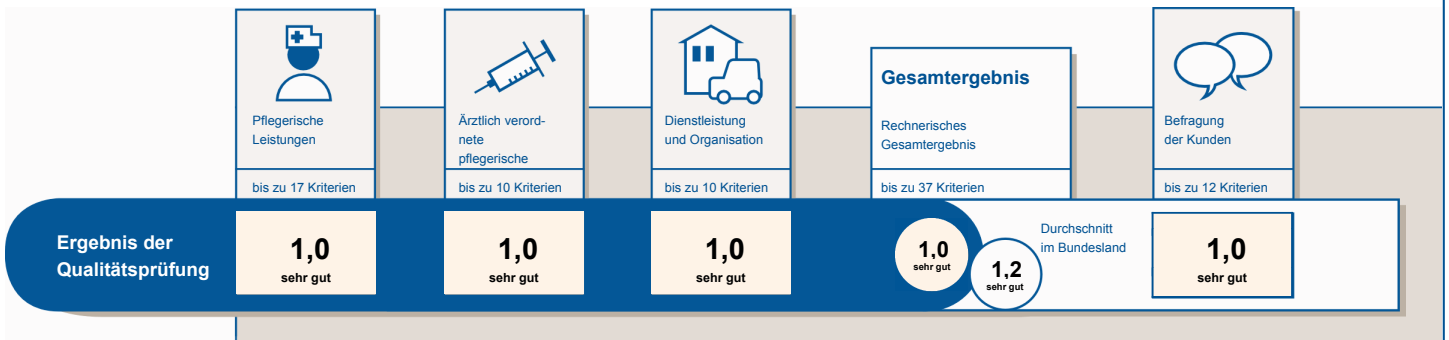 Pflegerische
Leistungen
bis zu 17 Kriterien
Ärztlich verord-
nete
pflegerische
bis zu 10 Kriterien
Dienstleistung
und Organisation
bis zu 10 Kriterien
Gesamtergebnis
Rechnerisches
Gesamtergebnis
bis zu 37 Kriterien
Befragung
der Kunden
bis zu 12 Kriterien
Ergebnis der
Qualitätsprüfung
1,0
sehr gut
1,0
sehr gut
1,0
sehr gut
1,0
sehr gut
1,2
sehr gut
Durchschnitt
im Bundesland
1,0
sehr gut